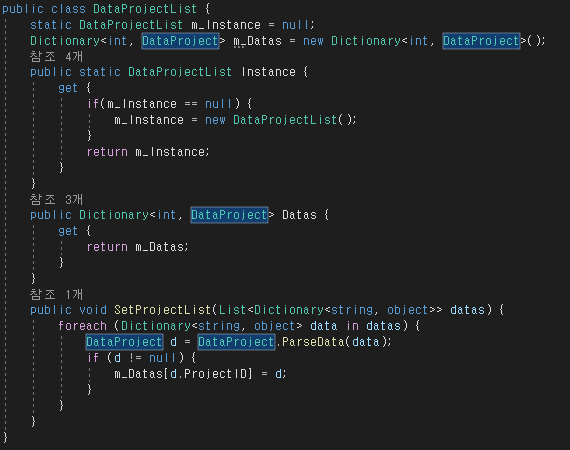 public class DataProjectList {
static DataProjectList m_Instance = null;
Dictionary<int, DataProject> m_Datas = new Dictionary<int, DataProject>();
참조 4개
public static DataProjectList Instance {
get {
if(m_Instance == null) {
m_Instance = new DataProjectList();
}
return m_Instance;
}
}
참조 3개
public Dictionary<int, DataProject> Datas {
get {
return m_Datas;
}
}
참조 1개
public void SetProjectList(List<Dictionary<string, object>> datas) {
foreach (Dictionary<string, object> data in datas) {
DataProject d = DataProject.ParseData(data);
if (d != null) {
m_Datas[d.ProjectID] = d;
}
}
}
}